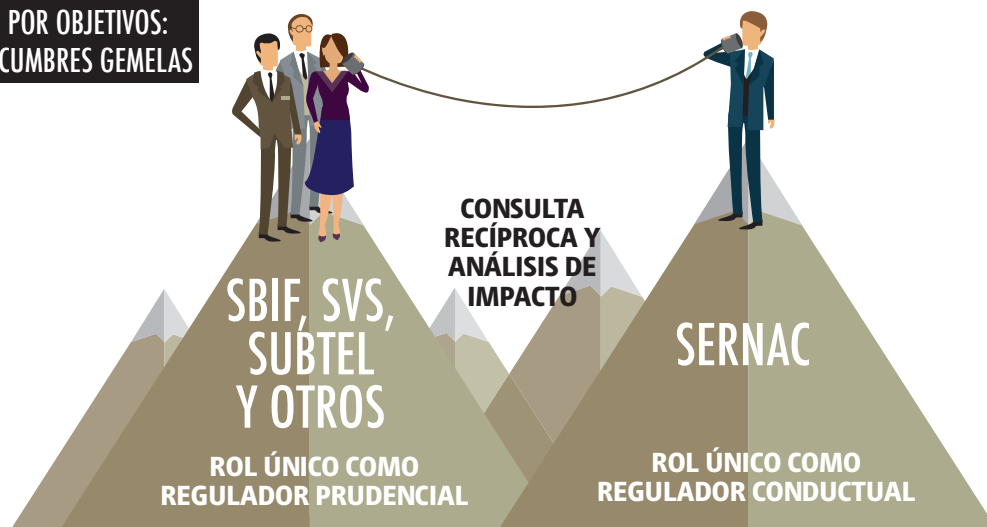 POR OBJETIVOS:
CUMBRES GEMELAS
CONSULTA
RECÍPROCA Y
ANÁLISIS DE
IMPACTO
SBIF, SVS,
SUBTEL
Y OTROS
ROL ÚNICO COMO
REGULADOR PRUDENCIAL
SERNAC
ROL ÚNICO COMO
REGULADOR CONDUCTUAL